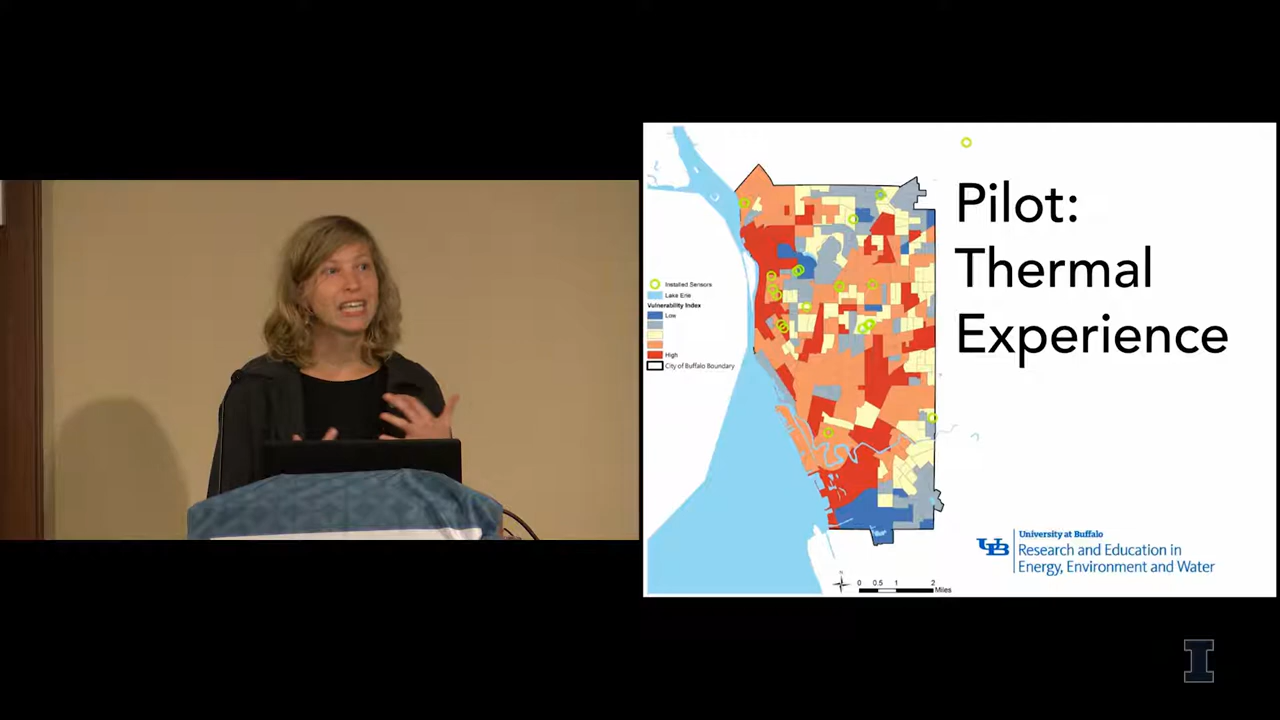 Pilot:
Thermal
Experience
Installed Sensors
Lake Erie
Vulnerability Index
Low
High
City of Buffalo Boundary
N
0 0.5 1 2
Miles
UB
University at Buffalo
Research and Education in
Energy, Environment and Water
I